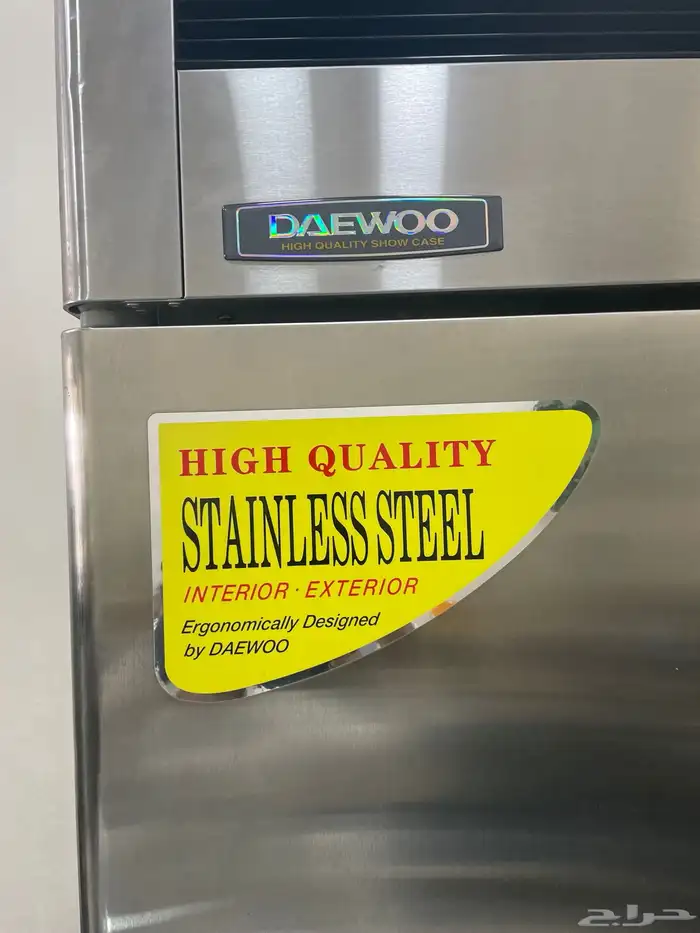 DAEWOO
HIGH QUALITY SHOW CASE
HIGH QUALITY
STAINLESS STEEL
INTERIOR · EXTERIOR
Ergonomically Designed
by DAEWOO
حراج